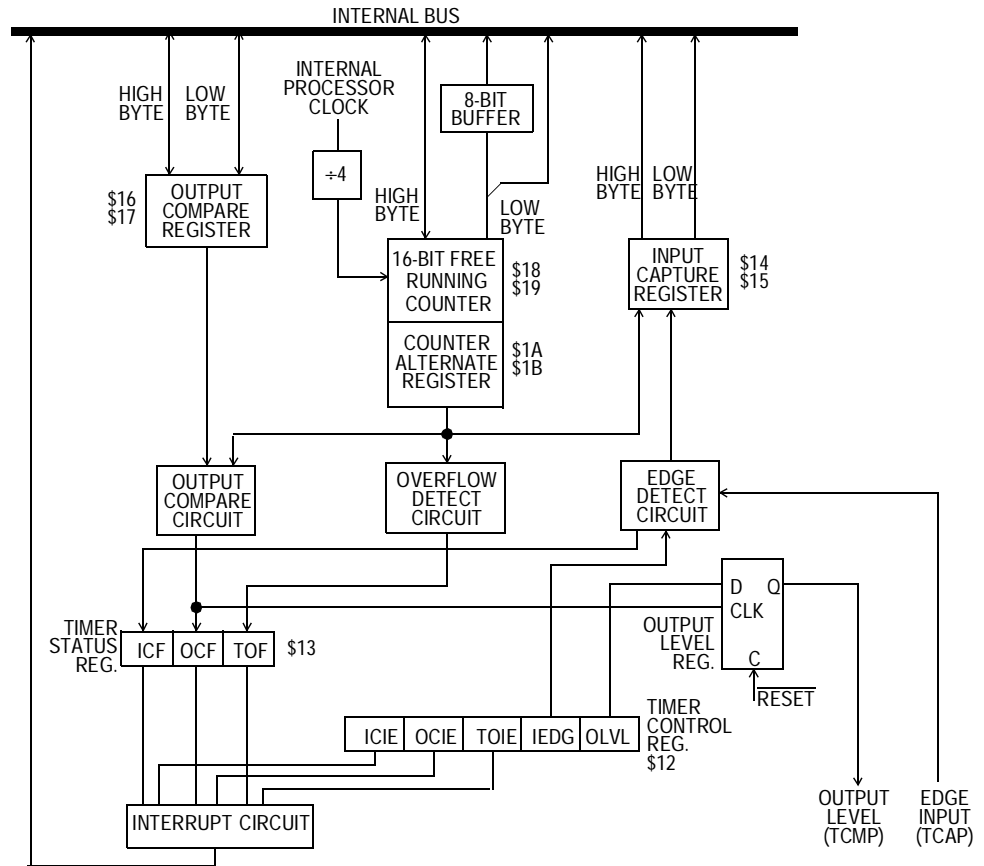 INTERNAL BUS
HIGH
BYTE
LOW
BYTE
INTERNAL
PROCESSOR
CLOCK
8-BIT
BUFFER
÷4
$16
$17
OUTPUT
COMPARE
REGISTER
HIGH
BYTE
LOW
BYTE
HIGH
BYTE
LOW
BYTE
16-BIT FREE
RUNNING
COUNTER
$18
$19
INPUT
CAPTURE
REGISTER
$14
$15
COUNTER
ALTERNATE
REGISTER
$1A
$1B
OUTPUT
COMPARE
CIRCUIT
OVERFLOW
DETECT
CIRCUIT
EDGE
DETECT
CIRCUIT
D Q
CLK
C
OUTPUT
LEVEL
REG.
RESET
TIMER
STATUS
REG.
ICF OCF TOF
$13
ICIE OCIE TOIE IEDG OLVL
TIMER
CONTROL
REG.
$12
INTERRUPT CIRCUIT
OUTPUT
LEVEL
(TCMP)
EDGE
INPUT
(TCAP)